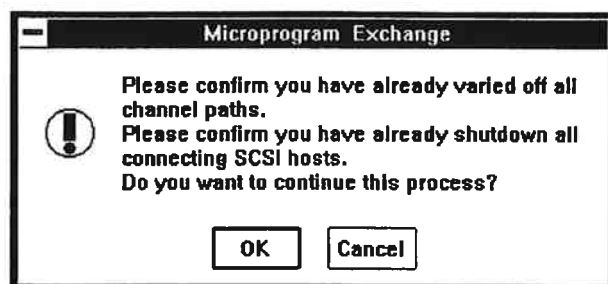 Microprogram Exchange
Please confirm you have already varied off all
channel paths.
Please confirm you have already shutdown all
connecting SCSI hosts.
Do you want to continue this process?
OK
Cancel